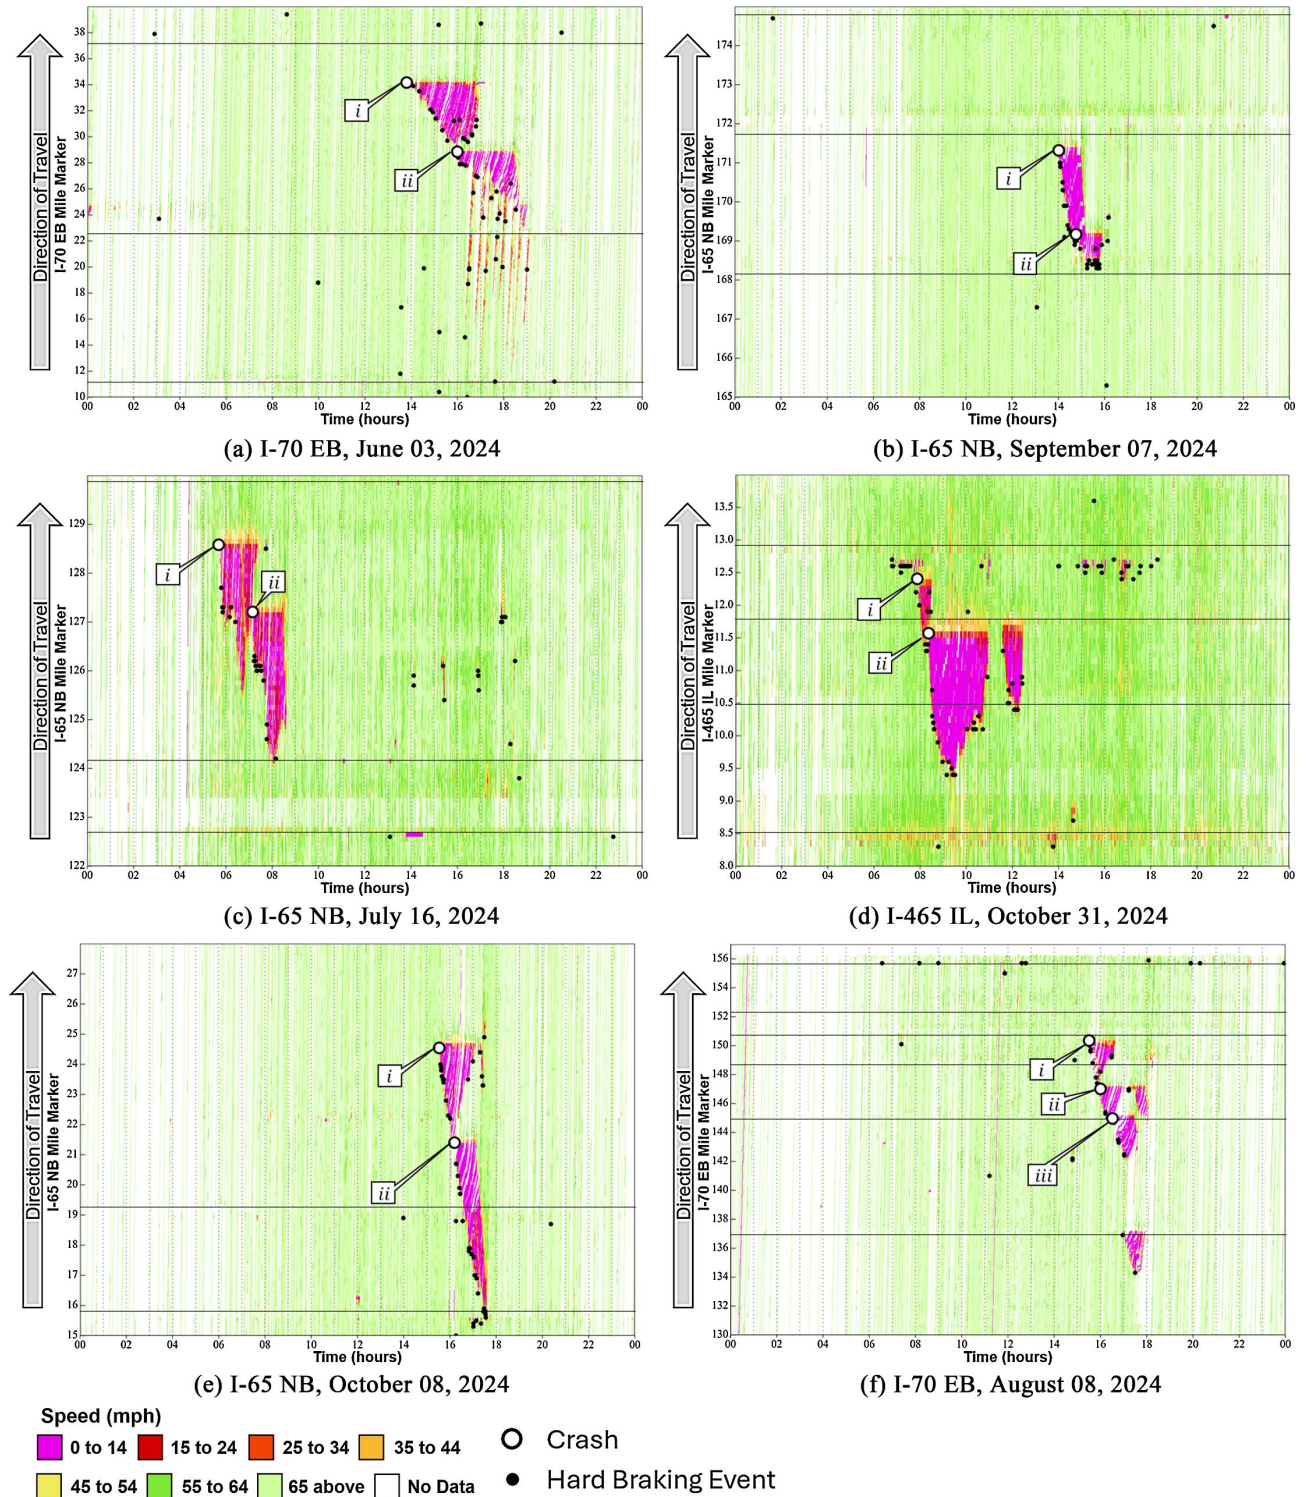 38
36
34
32
30
28
26
24
22
20
18
16
14
12
10
Direction of Travel
I-70 EB Mile Marker
i
ii
00 02 04 06 08 10 12 14 16 18 20 22 00
Time (hours)
(a) I-70 EB, June 03, 2024
174
173
172
171
170
169
168
167
166
165
Direction of Travel
I-65 NB Mile Marker
i
ii
00 02 04 06 08 10 12 14 16 18 20 22 00
Time (hours)
(b) I-65 NB, September 07, 2024
129
128
127
126
125
124
123
122
Direction of Travel
I-65 NB Mile Marker
i
ii
00 02 04 06 08 10 12 14 16 18 20 22 00
Time (hours)
(c) I-65 NB, July 16, 2024
13.5
13.0
12.5
12.0
11.5
11.0
10.5
10.0
9.5
9.0
8.5
8.0
Direction of Travel
I-465 IL Mile Marker
i
ii
00 02 04 06 08 10 12 14 16 18 20 22 00
Time (hours)
(d) I-465 IL, October 31, 2024
27
26
25
24
23
22
21
20
19
18
17
16
15
Direction of Travel
I-65 NB Mile Marker
i
ii
00 02 04 06 08 10 12 14 16 18 20 22 00
Time (hours)
(e) I-65 NB, October 08, 2024
156
154
152
150
148
146
144
142
140
138
136
134
132
130
Direction of Travel
I-70 EB Mile Marker
i
ii
iii
00 02 04 06 08 10 12 14 16 18 20 22 00
Time (hours)
(f) I-70 EB, August 08, 2024
Speed (mph)
0 to 14 15 to 24 25 to 34 35 to 44
45 to 54 55 to 64 65 above No Data
Crash
Hard Braking Event